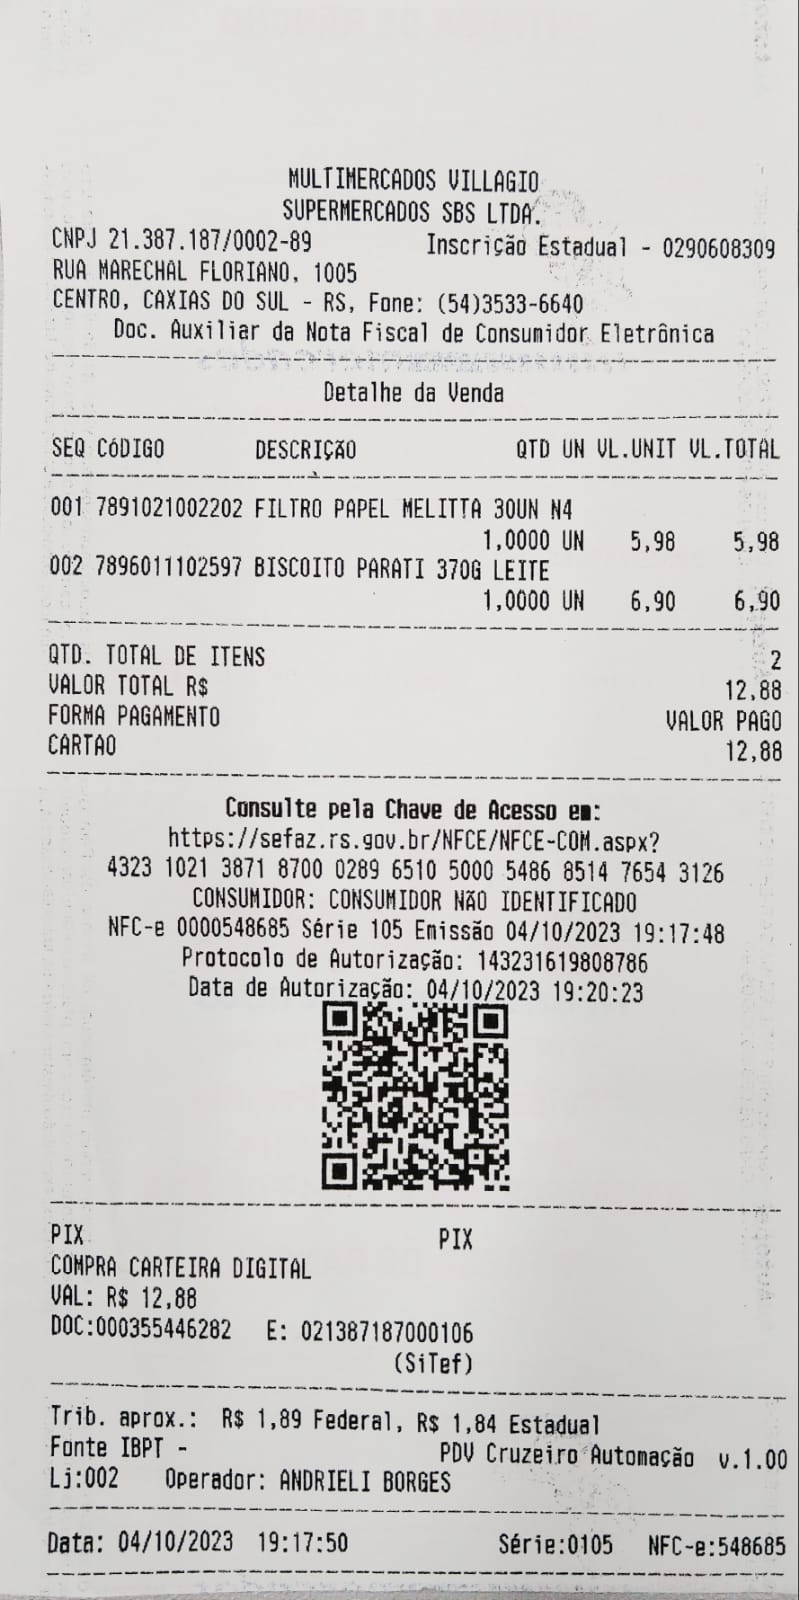 MULTIMERCADOS VILLAGIO
SUPERMERCADOS SBS LTDA.
CNPJ 21.387.187/0002-89 Inscrição Estadual - 0290608309
RUA MARECHAL FLORIANO, 1005
CENTRO, CAXIAS DO SUL - RS, Fone: (54)3533-6640
Doc. Auxiliar da Nota Fiscal de Consumidor Eletrônica
Detalhe da Venda
SEQ CóDIGO DESCRIÇãO QTD UN VL.UNIT VL.TOTAL
001 7891021002202 FILTRO PAPEL MELITTA 30UN N4
1,0000 UN 5,98 5,98
002 7896011102597 BISCOITO PARATI 370G LEITE
1,0000 UN 6,90 6,90
QTD. TOTAL DE ITENS 2
VALOR TOTAL R$ 12,88
FORMA PAGAMENTO VALOR PAGO
CARTAO 12,88
Consulte pela Chave de Acesso em:
https://sefaz.rs.gov.br/NFCE/NFCE-COM.aspx?
4323 1021 3871 8700 0289 6510 5000 5486 8514 7654 3126
CONSUMIDOR: CONSUMIDOR NãO IDENTIFICADO
NFC-e 0000548685 Série 105 Emissão 04/10/2023 19:17:48
Protocolo de Autorização: 143231619808786
Data de Autorização: 04/10/2023 19:20:23
PIX PIX
COMPRA CARTEIRA DIGITAL
VAL: R$ 12,88
DOC:000355446282 E: 021387187000106
(SiTef)
Trib. aprox.: R$ 1,89 Federal, R$ 1,84 Estadual
Fonte IBPT - PDV Cruzeiro Automação v.1.00
Lj:002 Operador: ANDRIELI BORGES
Data: 04/10/2023 19:17:50 Série:0105 NFC-e:548685